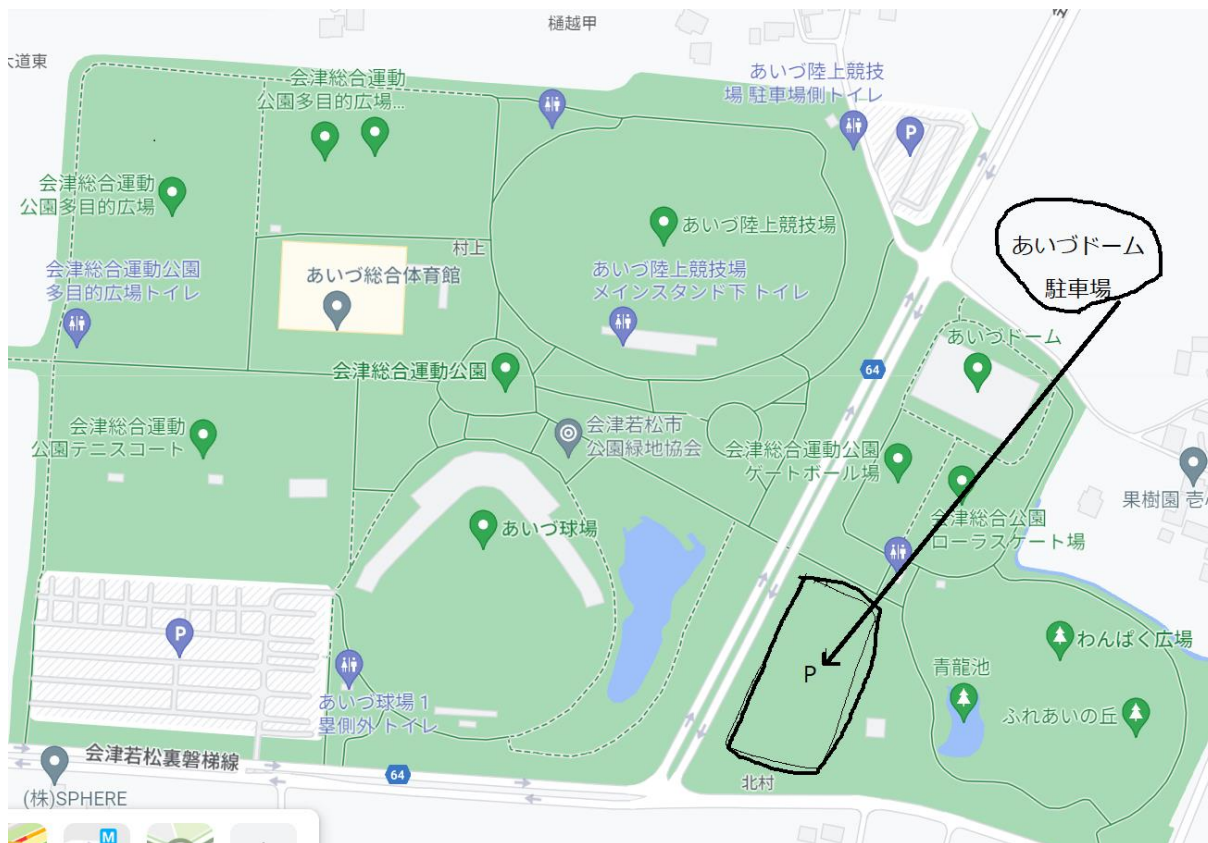 樋越甲
大道東
会津総合運動
公園多目的広場...
あいづ陸上競技
場 駐車場側トイレ
P
会津総合運動
公園多目的広場
あいづ陸上競技場
あいづドーム
駐車場
村上
会津総合運動公園
多目的広場トイレ
あいづ総合体育館
あいづ陸上競技場
メインスタンド下 トイレ
あいづドーム
64
会津総合運動公園
会津総合運動
公園テニスコート
会津若松市
公園緑地協会
会津総合運動公園
ゲートボール場
果樹園 壱
会津総合公園
ローラスケート場
あいづ球場
P
わんぱく広場
青龍池
P
ふれあいの丘
あいづ球場 1
塁側外 トイレ
会津若松裏磐梯線
64
北村
(株)SPHERE
M